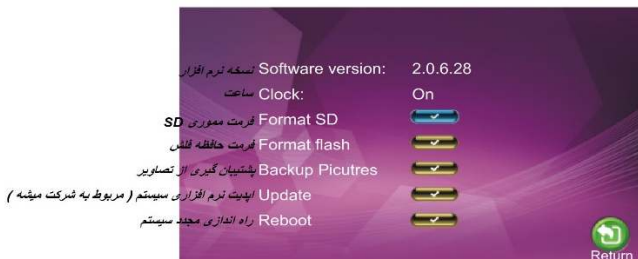 نسخه نرم افزار Software version: 2.0.6.28
ساعت Clock: On
فرمت مموری SD Format SD
فرمت حافظه فلش Format flash
پشتیبان گیری از تصاویر Backup Picutres
اپدیت نرم افزاری سیستم ( مربوط به شرکت میشه ) Update
راه اندازی مجدد سیستم Reboot
Return